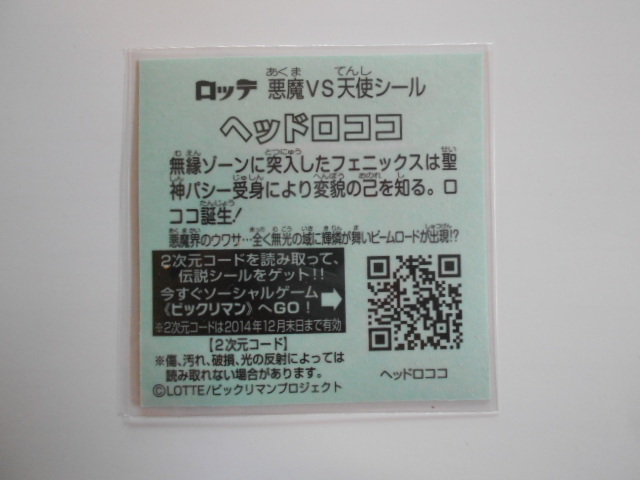 ロッテ 悪魔VS天使シール
ヘッドロココ
無縁ゾーンに突入したフェニックスは聖
神パシー受身により変貌の己を知る。ロ
ココ誕生!
悪魔界のウワサ…全く無光の域に輝燐が舞いビームロードが出現!?
2次元コードを読み取って、
伝説シールをゲット!!
今すぐソーシャルゲーム
《ビックリマン》へGO!
※2次元コードは2014年12月末日まで有効
【2次元コード】
※傷、汚れ、破損、光の反射によっては
読み取れない場合があります。
©LOTTE/ビックリマンプロジェクト
ヘッドロココ